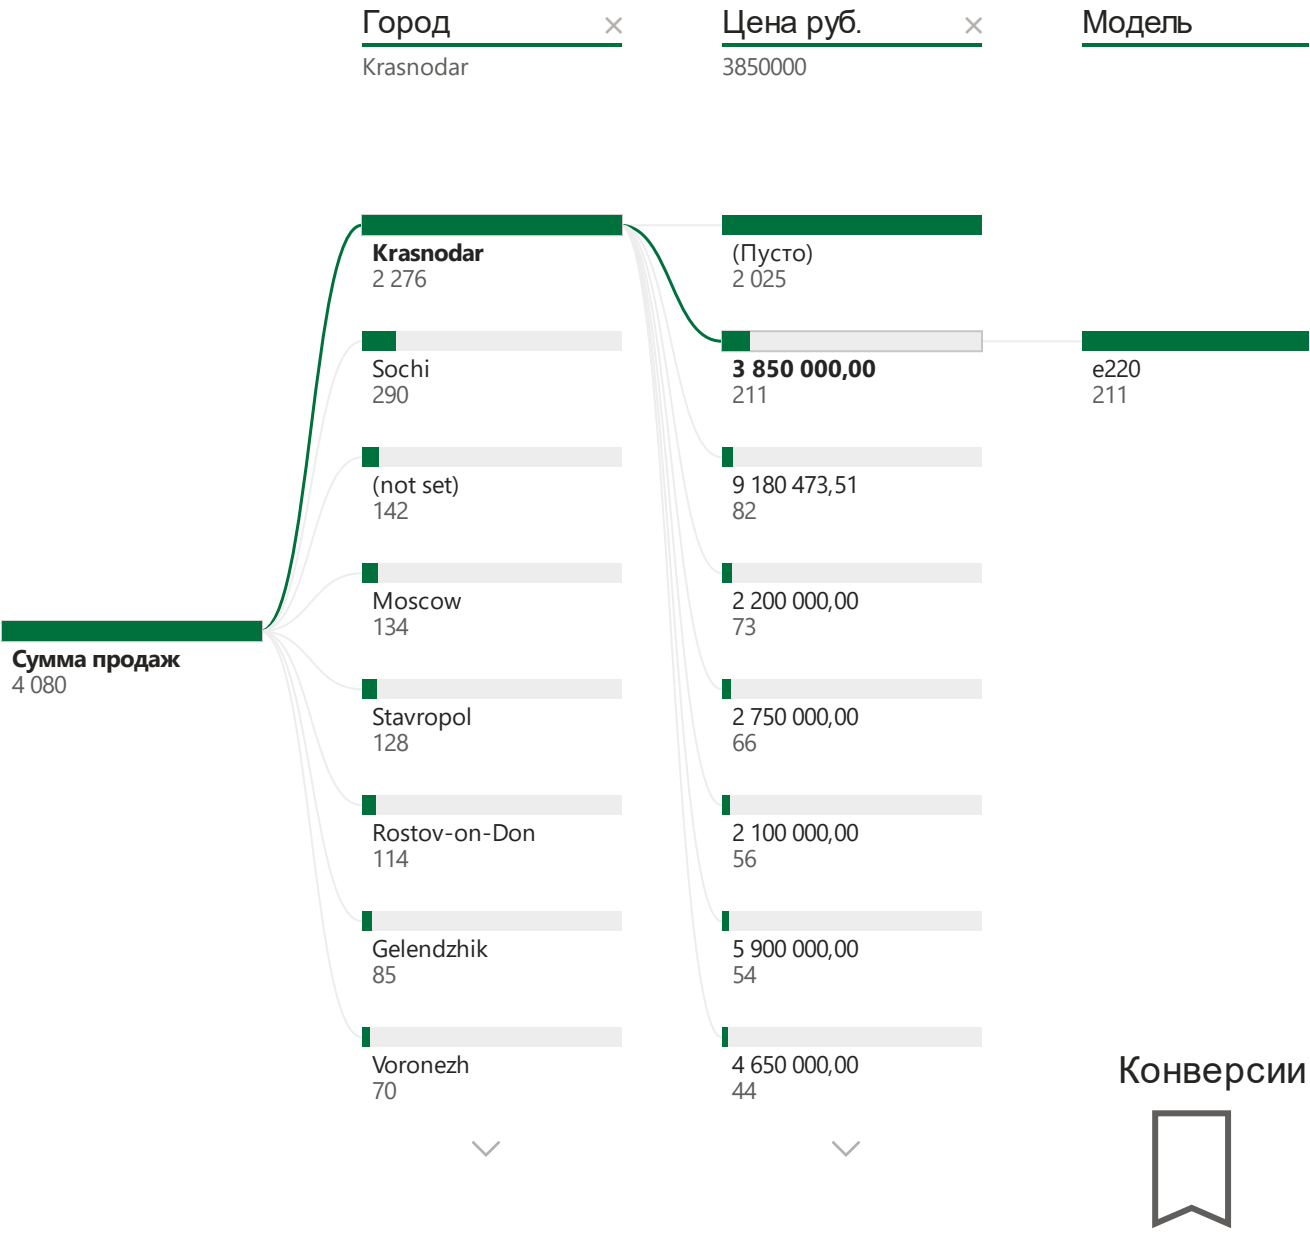 Город
Цена руб.
Модель
Krasnodar
3850000
Krasnodar
2 276
(Пусто)
2 025
Sochi
290
3 850 000,00
211
e220
211
(not set)
142
9 180 473,51
82
Moscow
134
2 200 000,00
73
Сумма продаж
4 080
Stavropol
128
2 750 000,00
66
Rostov-on-Don
114
2 100 000,00
56
Gelendzhik
85
5 900 000,00
54
Voronezh
70
4 650 000,00
44
Конверсии